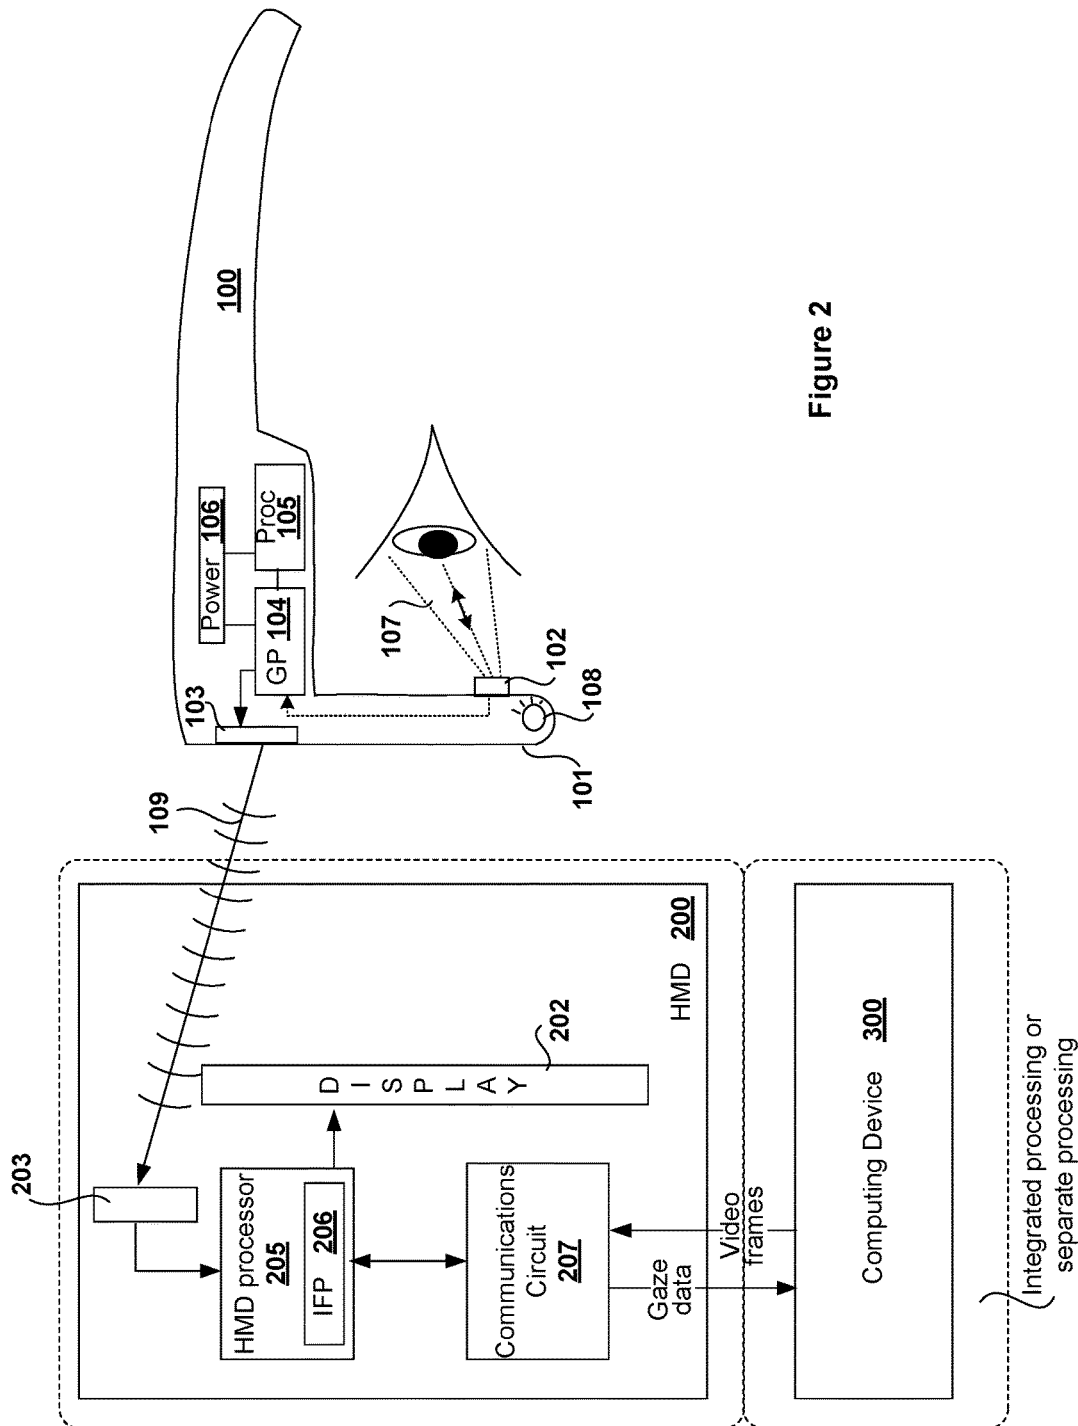 203
HMD processor
205
IFP 206
Communications
Circuit
207
DISPLAY
202
HMD 200
Gaze
data
Video
frames
Computing Device 300
Integrated processing or
separate processing
109
103
101
108
102
107
GP 104
Proc
105
Power 106
100
Figure 2